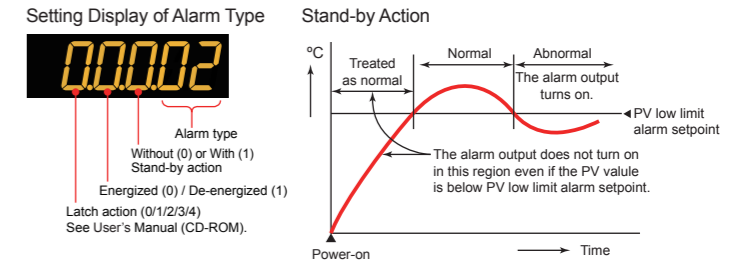 Setting Display of Alarm Type
0.0.0.02
Alarm type
Without (0) or With (1)
Stand-by action
Energized (0) / De-energized (1)
Latch action (0/1/2/3/4)
See User's Manual (CD-ROM).
Stand-by Action
ºC
Treated
as normal
Normal
Abnormal
The alarm output
turns on.
PV low limit
alarm setpoint
The alarm output does not turn on
in this region even if the PV valule
is below PV low limit alarm setpoint.
Power-on
Time